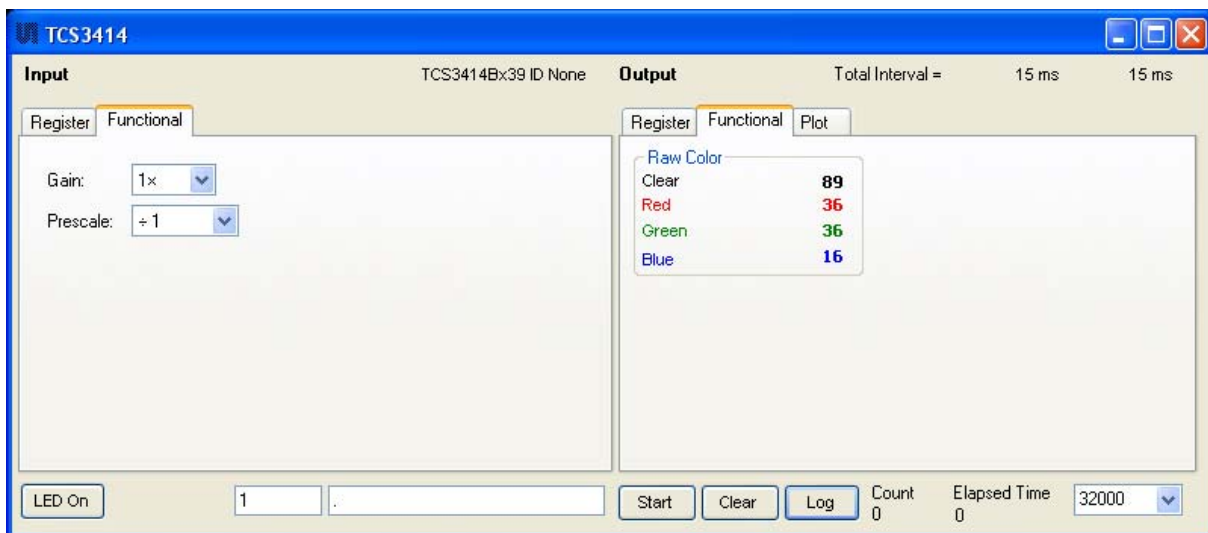 TCS3414
Input TCS3414Bx39 ID None Output Total Interval = 15 ms 15 ms
Register Functional
Gain: 1×
Prescale: ÷ 1
Register Functional Plot
Raw Color
Clear 89
Red 36
Green 36
Blue 16
LED On 1 .
Start Clear Log Count Elapsed Time 32000
0 0